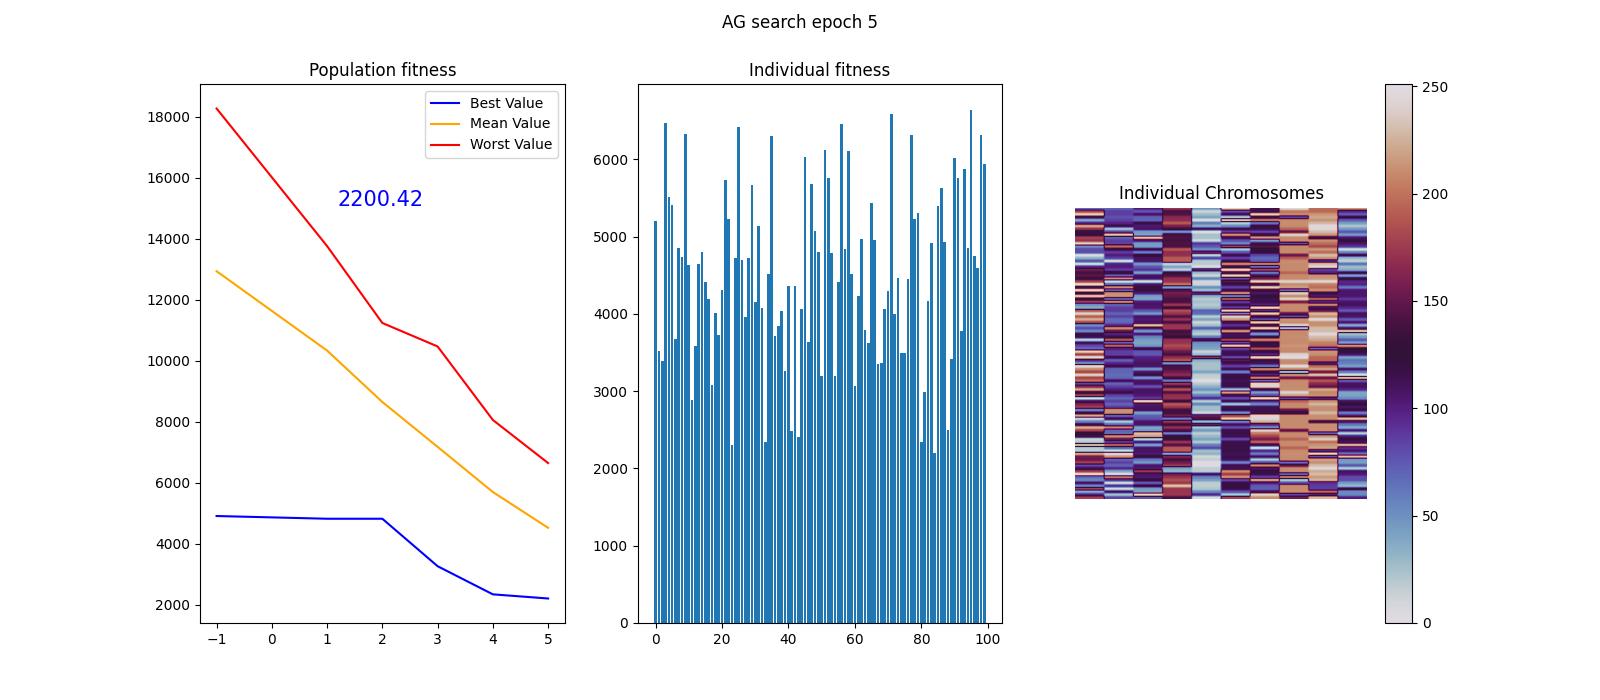 AG search epoch 5
Population fitness
18000
16000
14000
12000
10000
8000
6000
4000
2000
−1 0 1 2 3 4 5
Best Value
Mean Value
Worst Value
2200.42
Individual fitness
6000
5000
4000
3000
2000
1000
0
0 20 40 60 80 100
Individual Chromosomes
250
200
150
100
50
0